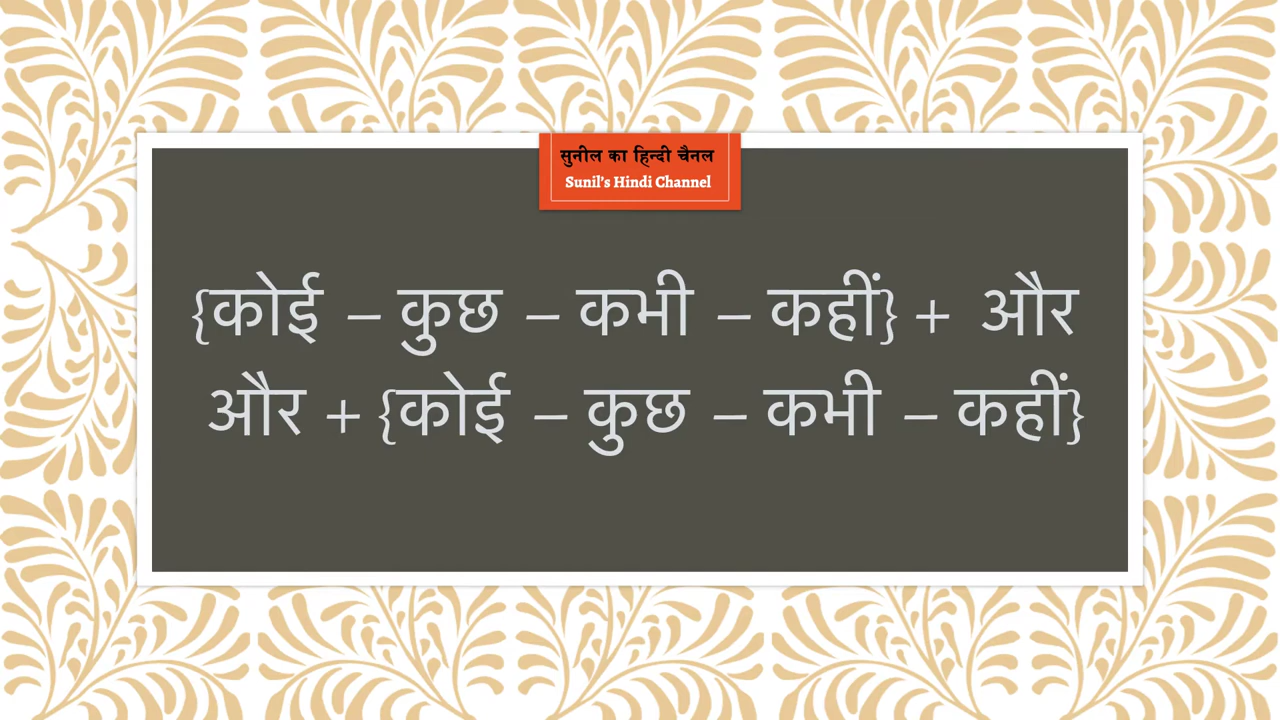 सुनील का हिन्दी चैनल
Sunil's Hindi Channel
{कोई – कुछ – कभी – कहीं} + और
और + {कोई – कुछ – कभी – कहीं}